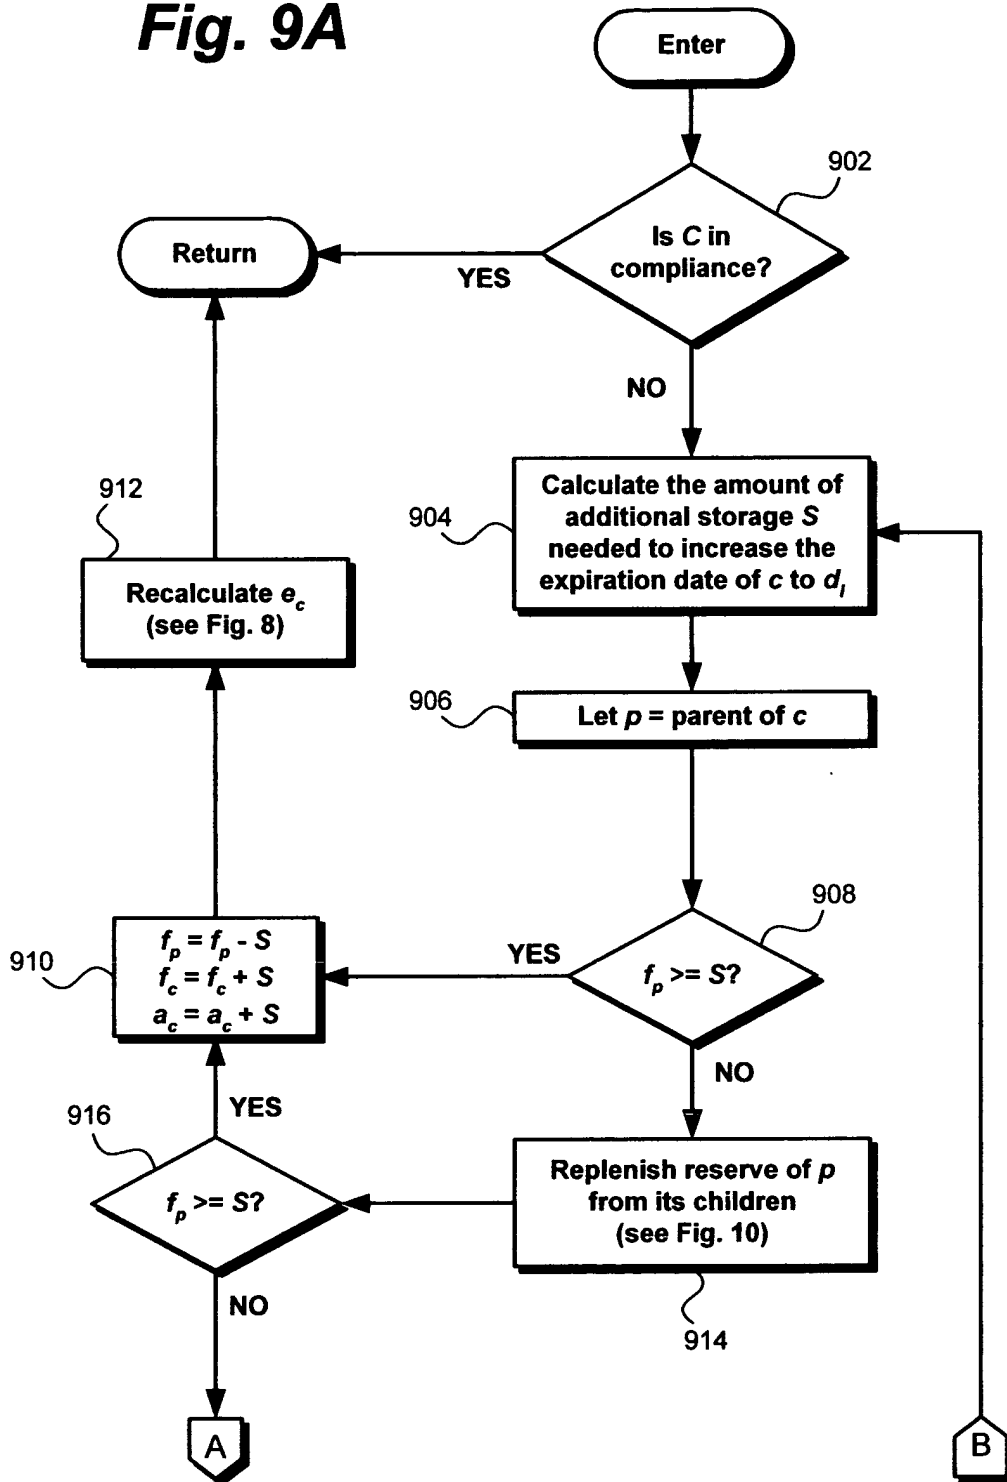 Fig. 9A
Enter
902
Is C in
compliance?
YES
Return
NO
904
Calculate the amount of
additional storage S
needed to increase the
expiration date of c to d_l
912
Recalculate e_c
(see Fig. 8)
906
Let p = parent of c
908
f_p >= S?
YES
910
f_p = f_p - S
f_c = f_c + S
a_c = a_c + S
NO
916
YES
f_p >= S?
Replenish reserve of p
from its children
(see Fig. 10)
914
NO
A
B